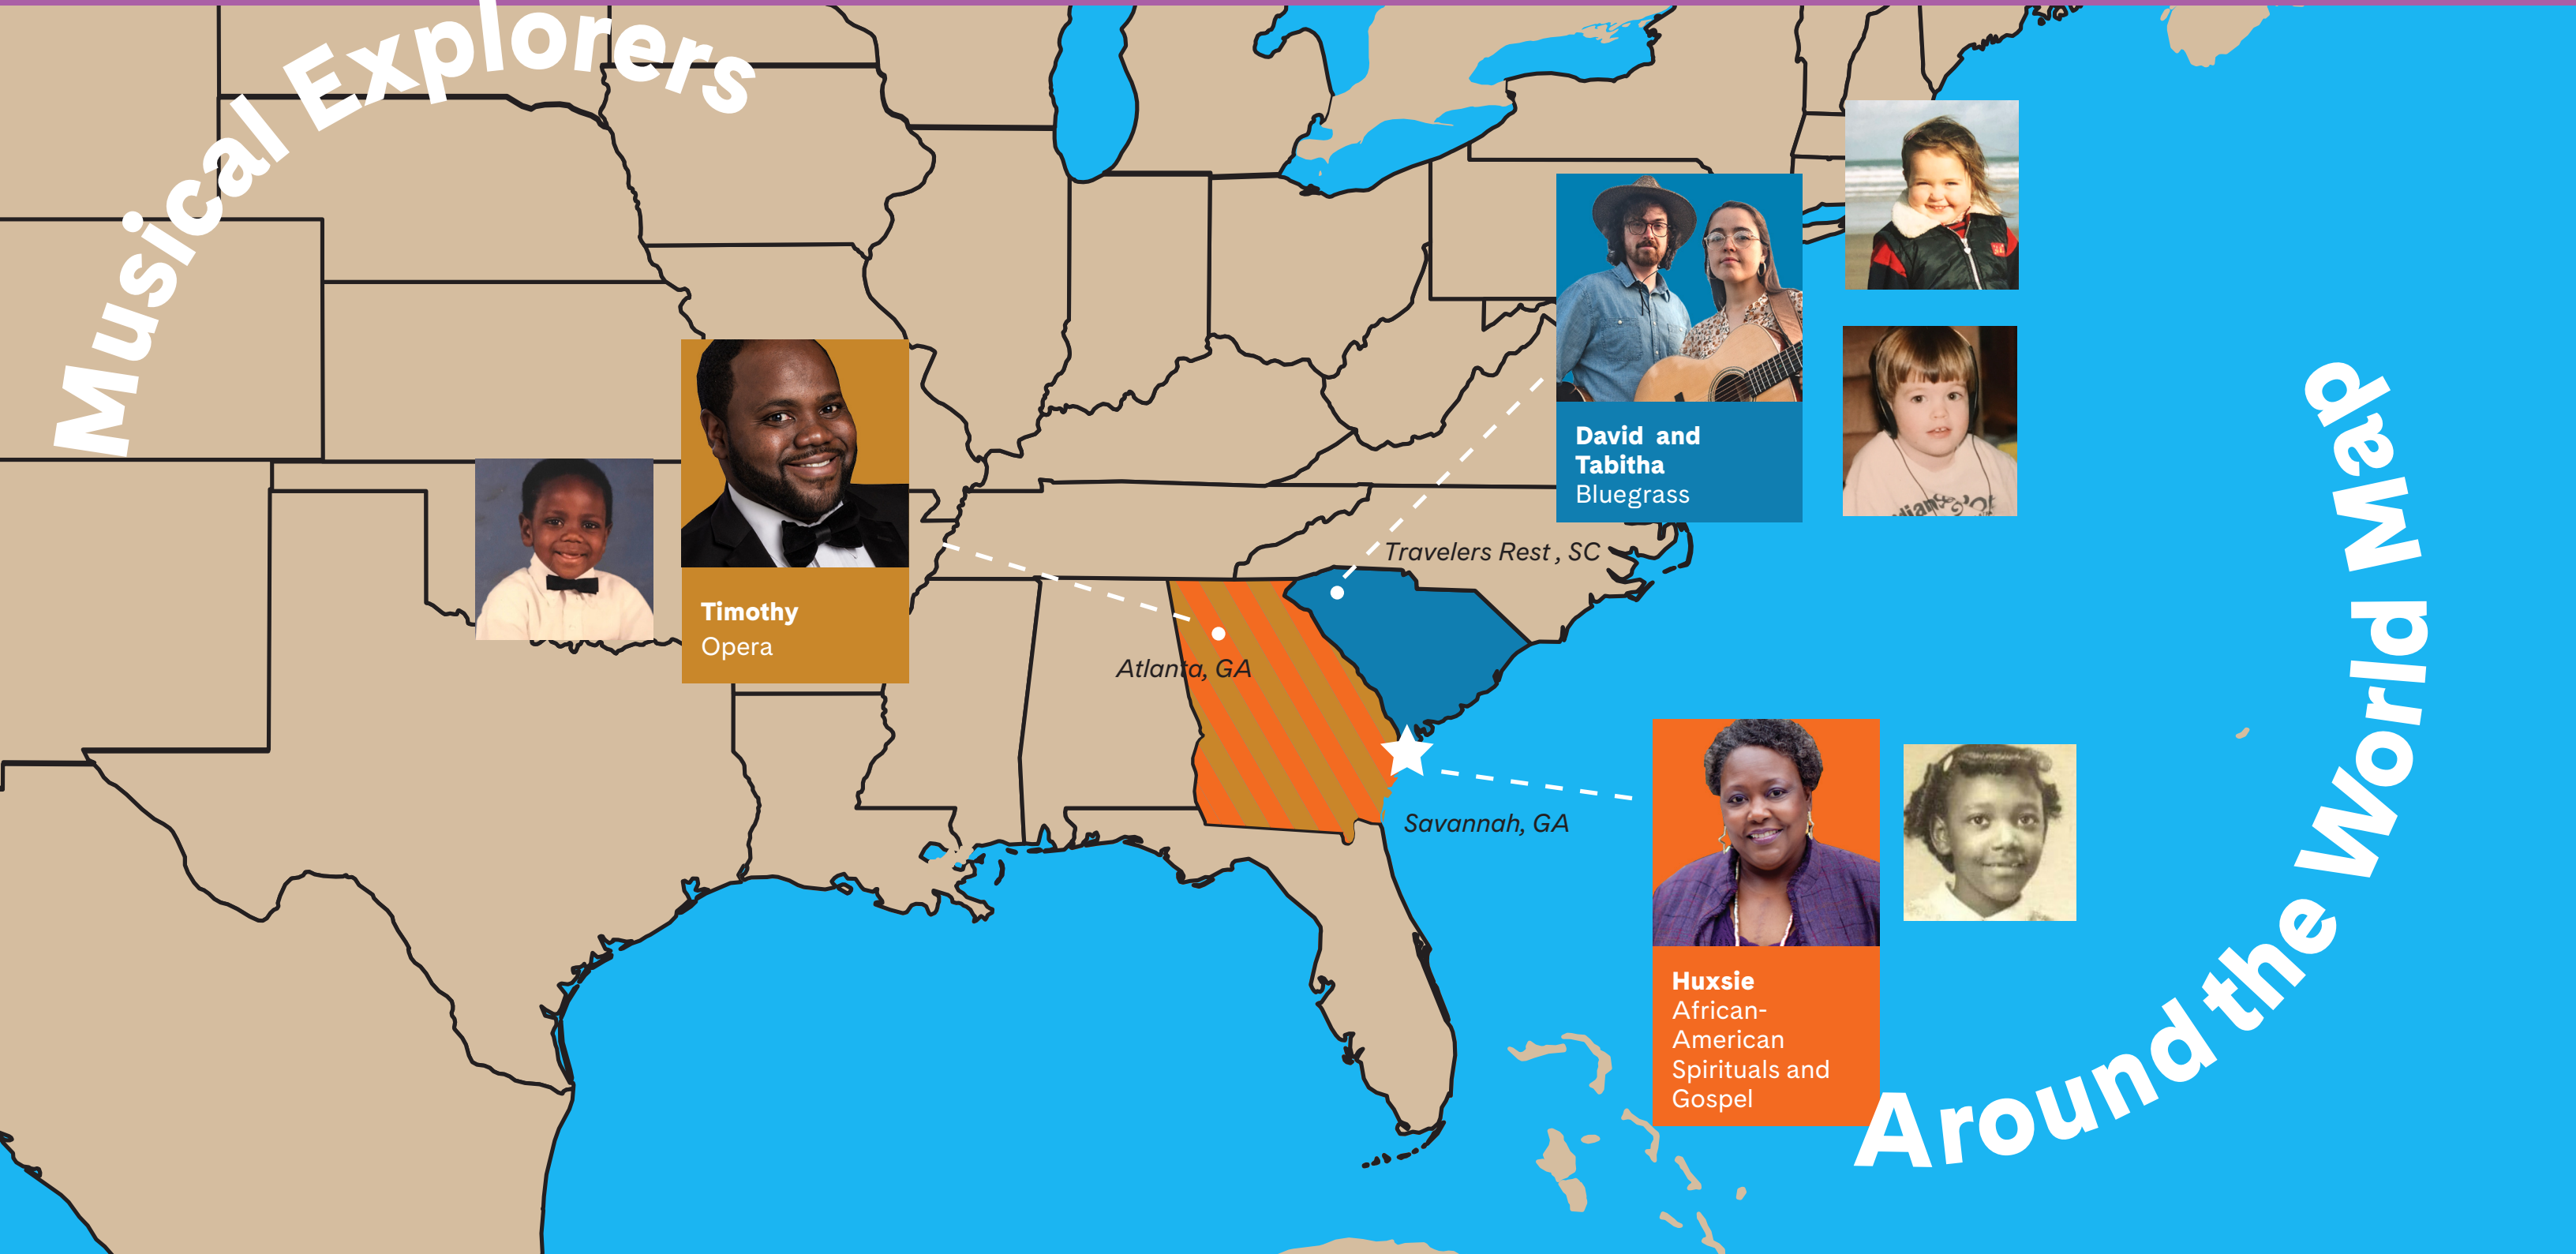 Musical Explorers
David and
Tabitha
Bluegrass
Travelers Rest , SC
Timothy
Opera
Atlanta, GA
Savannah, GA
Huxsie
African-
American
Spirituals and
Gospel
Around the World Map